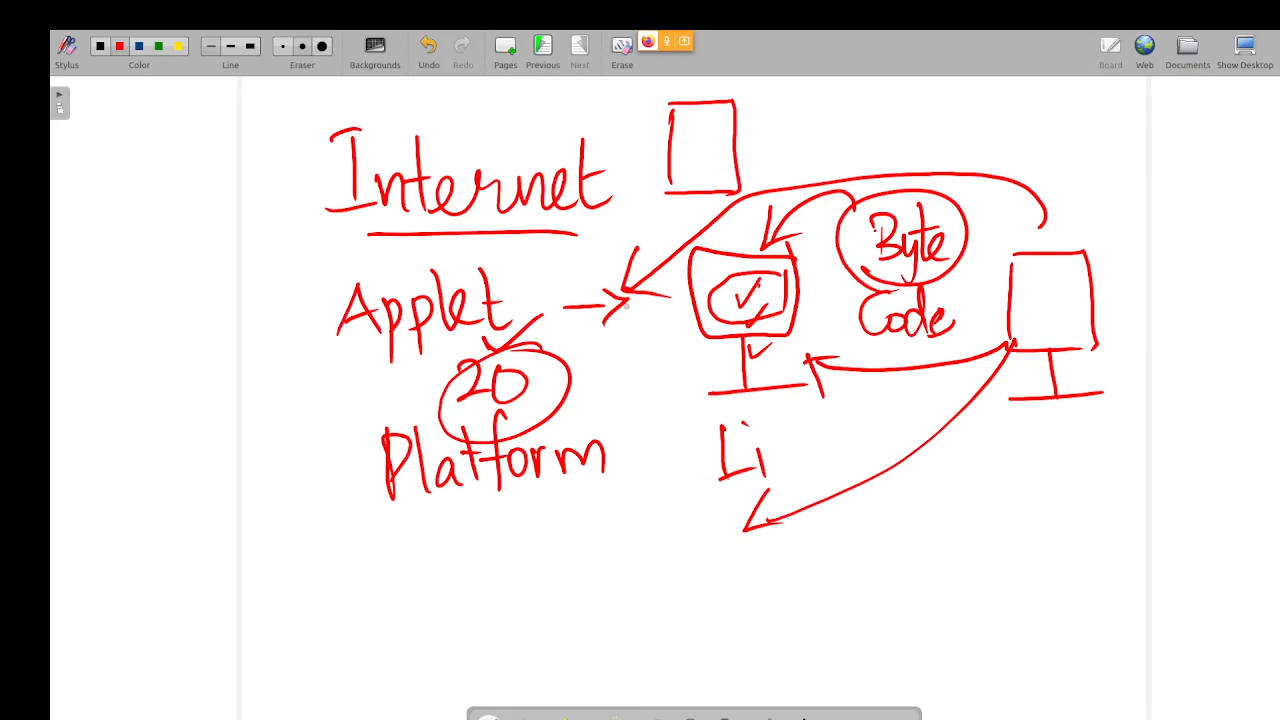 Stylus Color Line Eraser Backgrounds Undo Redo Pages Previous Next Erase Board Web Documents Show Desktop
Internet
Byte
Code
Applet
20
Platform
Li